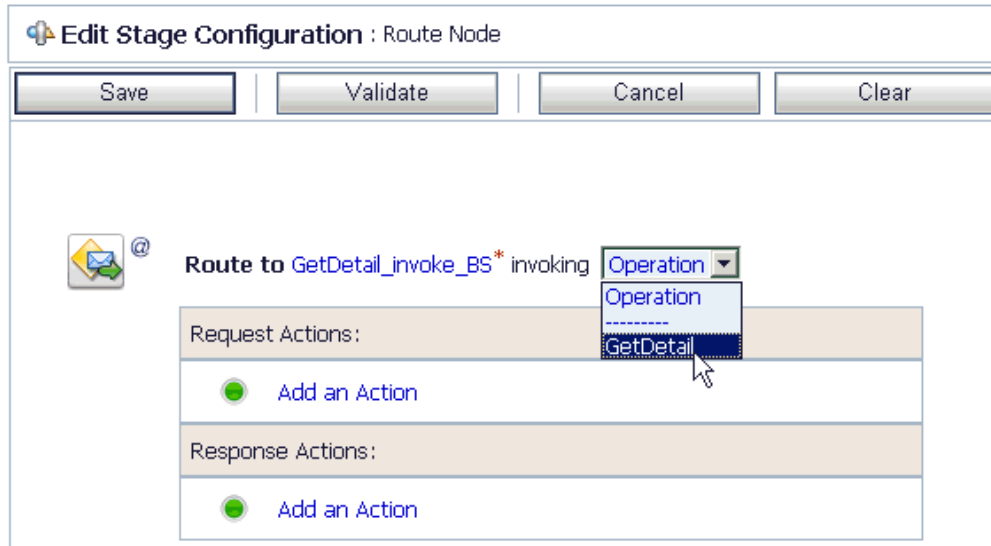 Edit Stage Configuration : Route Node
Save Validate Cancel Clear
@
Route to GetDetail_invoke_BS* invoking Operation
Operation
---------
GetDetail
Request Actions:
Add an Action
Response Actions:
Add an Action